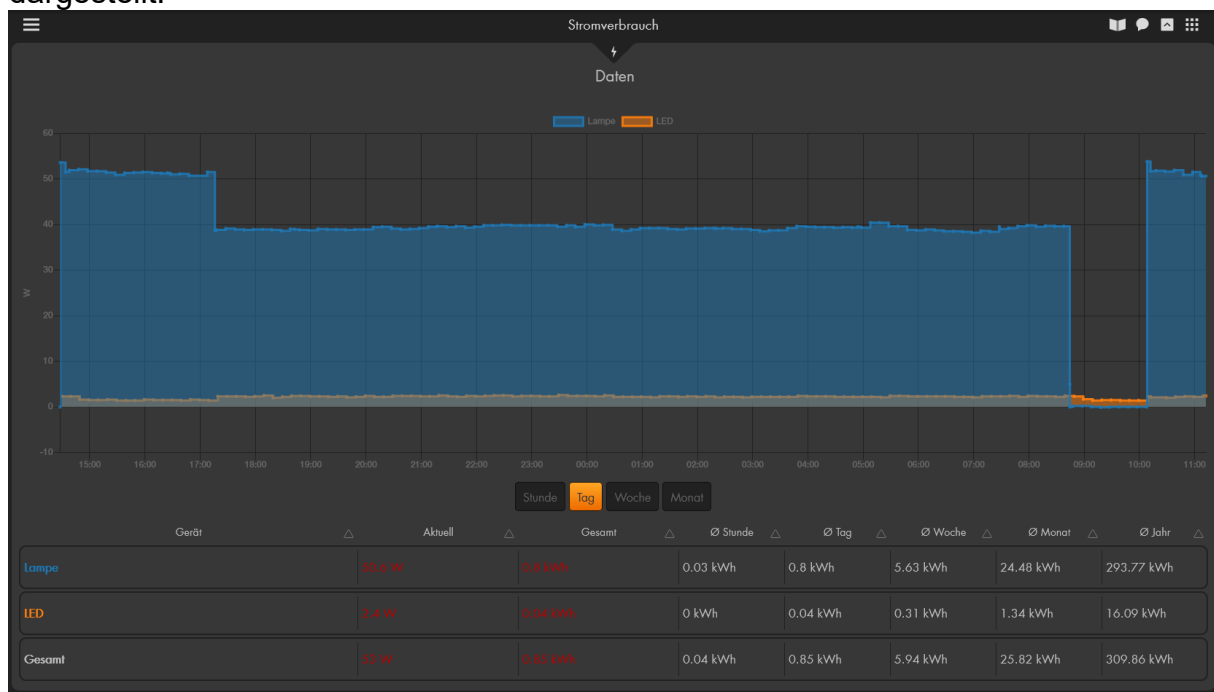 dargestellt.
Stromverbrauch
Daten
Lampe LED
60
50
40
30
W
20
10
0
-10
15:00 16:00 17:00 18:00 19:00 20:00 21:00 22:00 23:00 00:00 01:00 02:00 03:00 04:00 05:00 06:00 07:00 08:00 09:00 10:00 11:00
Stunde Tag Woche Monat
Gerät Aktuell Gesamt Ø Stunde Ø Tag Ø Woche Ø Monat Ø Jahr
Lampe 0.03 kWh 0.8 kWh 5.63 kWh 24.48 kWh 293.77 kWh
LED 0 kWh 0.04 kWh 0.31 kWh 1.34 kWh 16.09 kWh
Gesamt 0.04 kWh 0.85 kWh 5.94 kWh 25.82 kWh 309.86 kWh